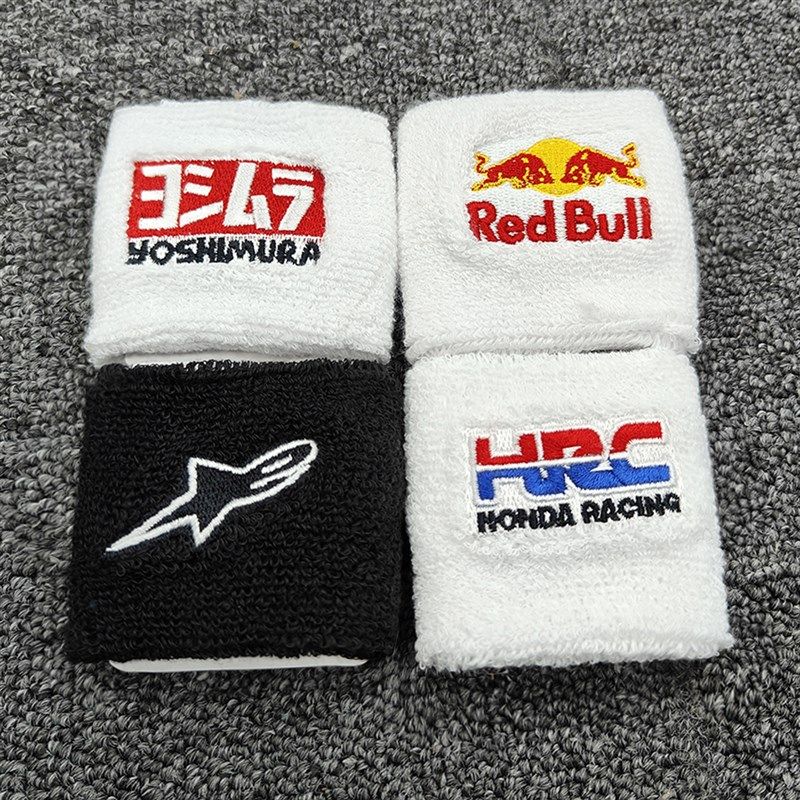 ヨシムラ
YOSHIMURA
Red Bull
HRC
HONDA RACING